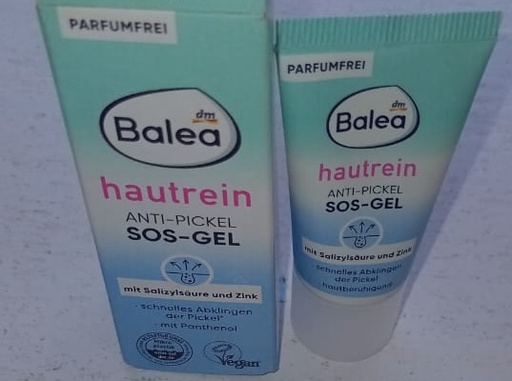 PARFUMFREI
dm
Balea
hautrein
ANTI-PICKEL
SOS-GEL
mit Salizylsäure und Zink
· schnelles Abklingen
der Pickel*
· mit Panthenol
Vegan
PARFUMFREI
dm
Balea
hautrein
ANTI-PICKEL
SOS-GEL
mit Salizylsäure und Zink
· schnelles Abklingen
der Pickel
· hautberuhigung